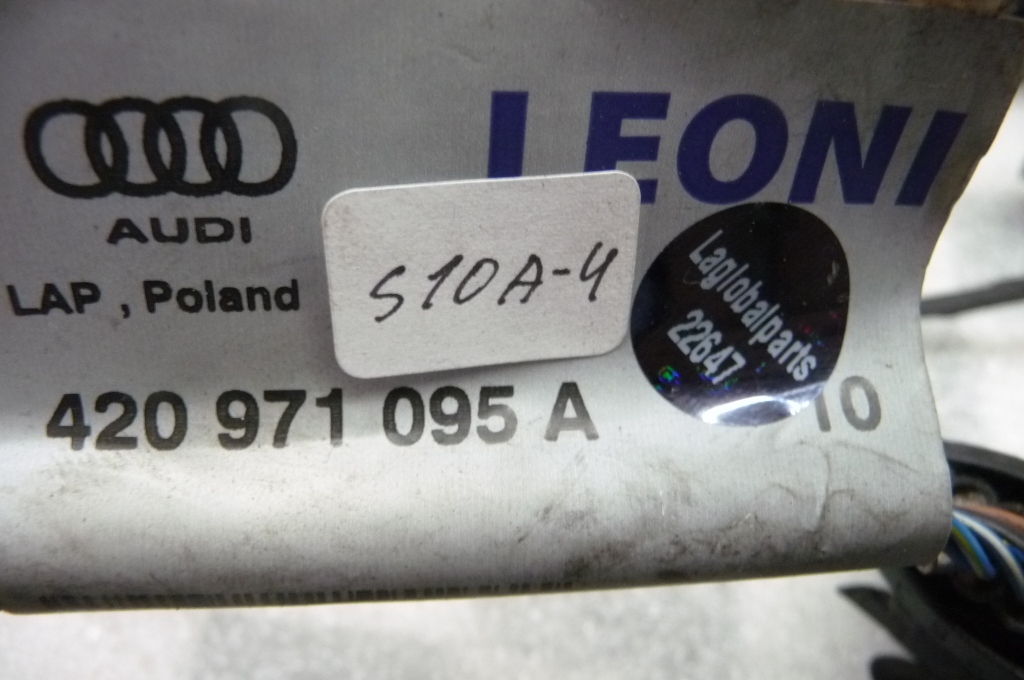 LEONI
AUDI
LAP , Poland
S10A-4
Laglobalparts
22647
420 971 095 A
10